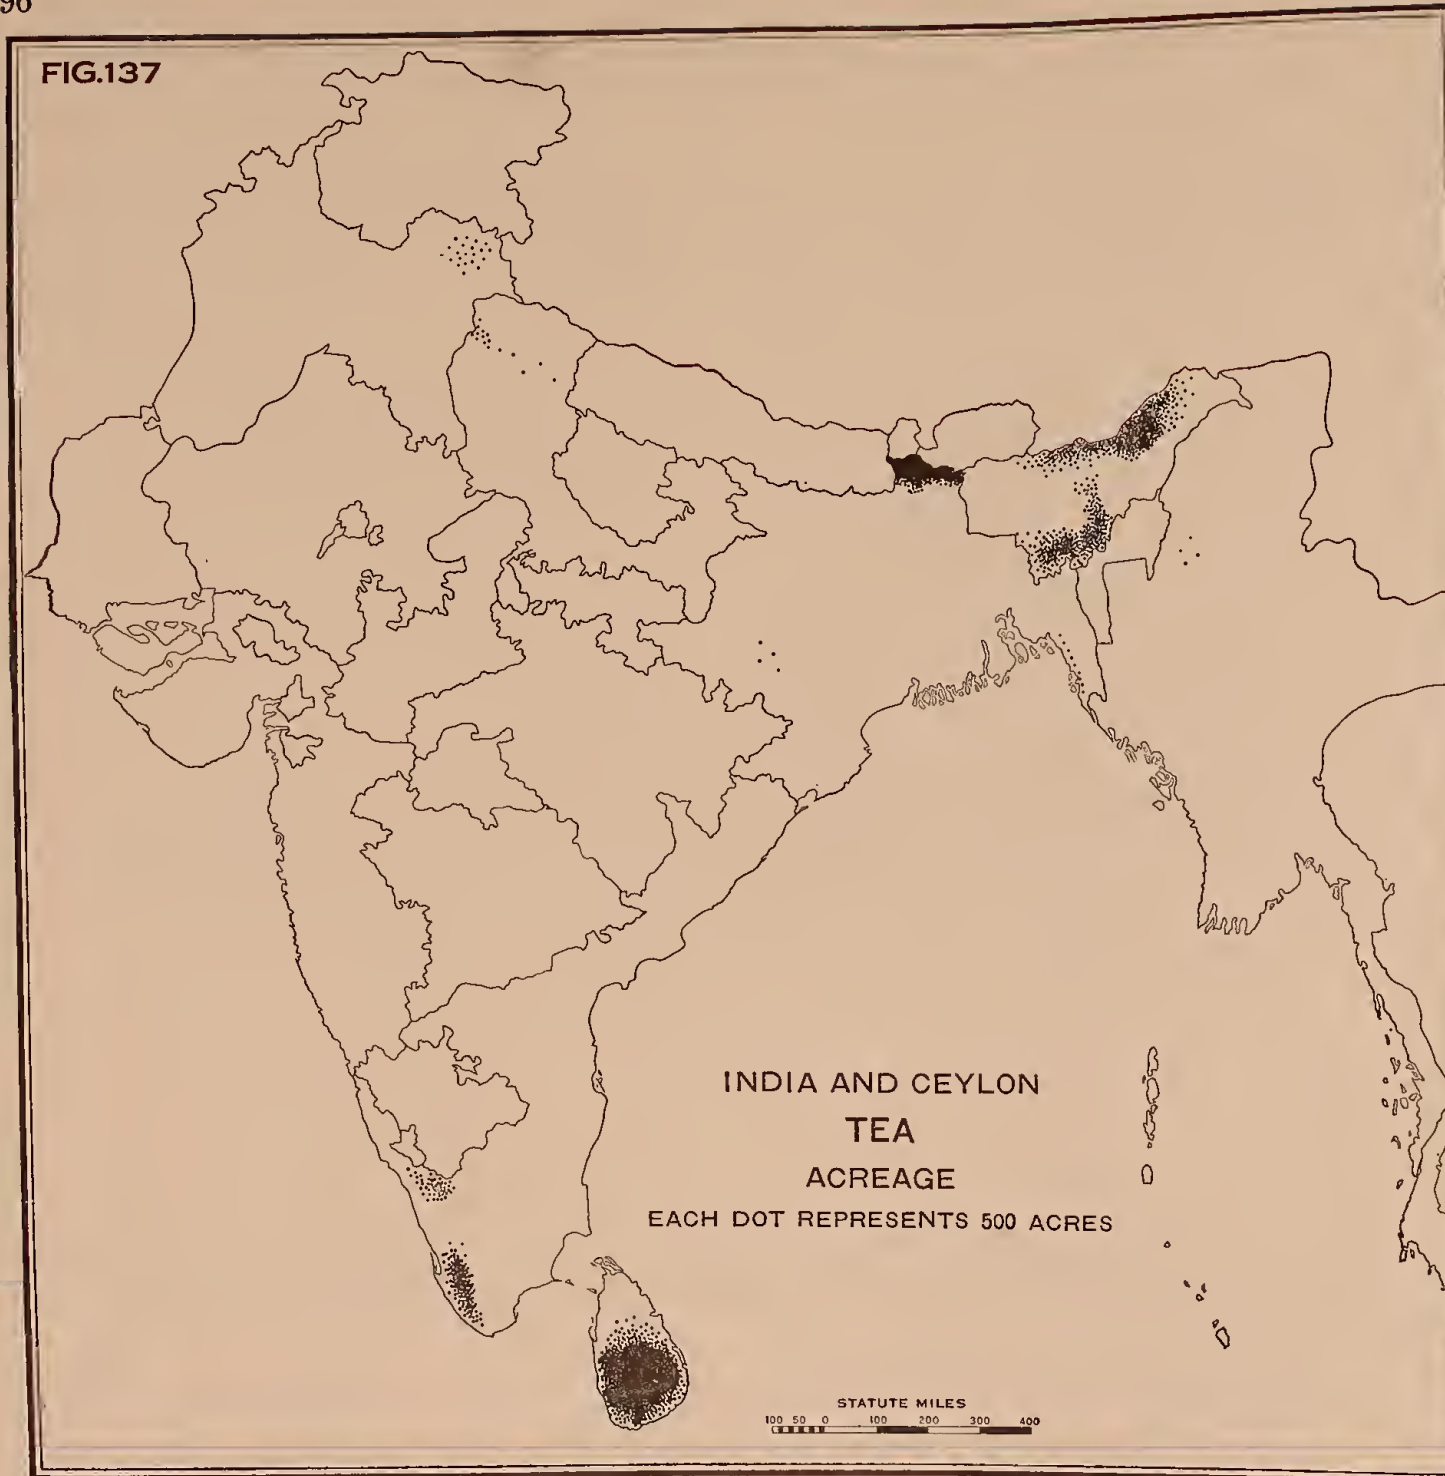 96
FIG.137
INDIA AND CEYLON
TEA
ACREAGE
EACH DOT REPRESENTS 500 ACRES
STATUTE MILES
100 50 0 100 200 300 400